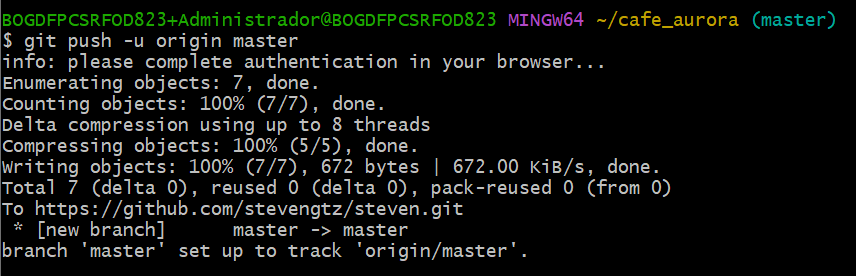 BOGDFPCSRFOD823+Administrador@BOGDFPCSRFOD823 MINGW64 ~/cafe_aurora (master)
$ git push -u origin master
info: please complete authentication in your browser...
Enumerating objects: 7, done.
Counting objects: 100% (7/7), done.
Delta compression using up to 8 threads
Compressing objects: 100% (5/5), done.
Writing objects: 100% (7/7), 672 bytes | 672.00 KiB/s, done.
Total 7 (delta 0), reused 0 (delta 0), pack-reused 0 (from 0)
To https://github.com/stevengtz/steven.git
 * [new branch]      master -> master
branch 'master' set up to track 'origin/master'.